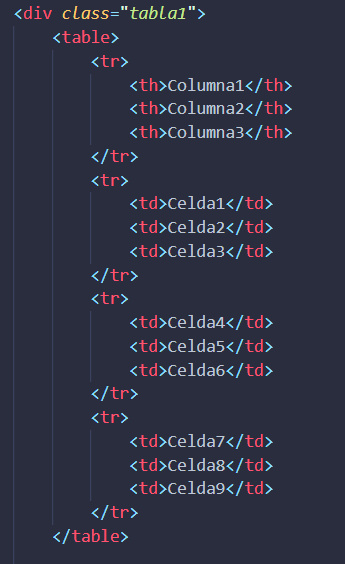 <div class="tabla1">
    <table>
        <tr>
            <th>Columna1</th>
            <th>Columna2</th>
            <th>Columna3</th>
        </tr>
        <tr>
            <td>Celda1</td>
            <td>Celda2</td>
            <td>Celda3</td>
        </tr>
        <tr>
            <td>Celda4</td>
            <td>Celda5</td>
            <td>Celda6</td>
        </tr>
        <tr>
            <td>Celda7</td>
            <td>Celda8</td>
            <td>Celda9</td>
        </tr>
    </table>